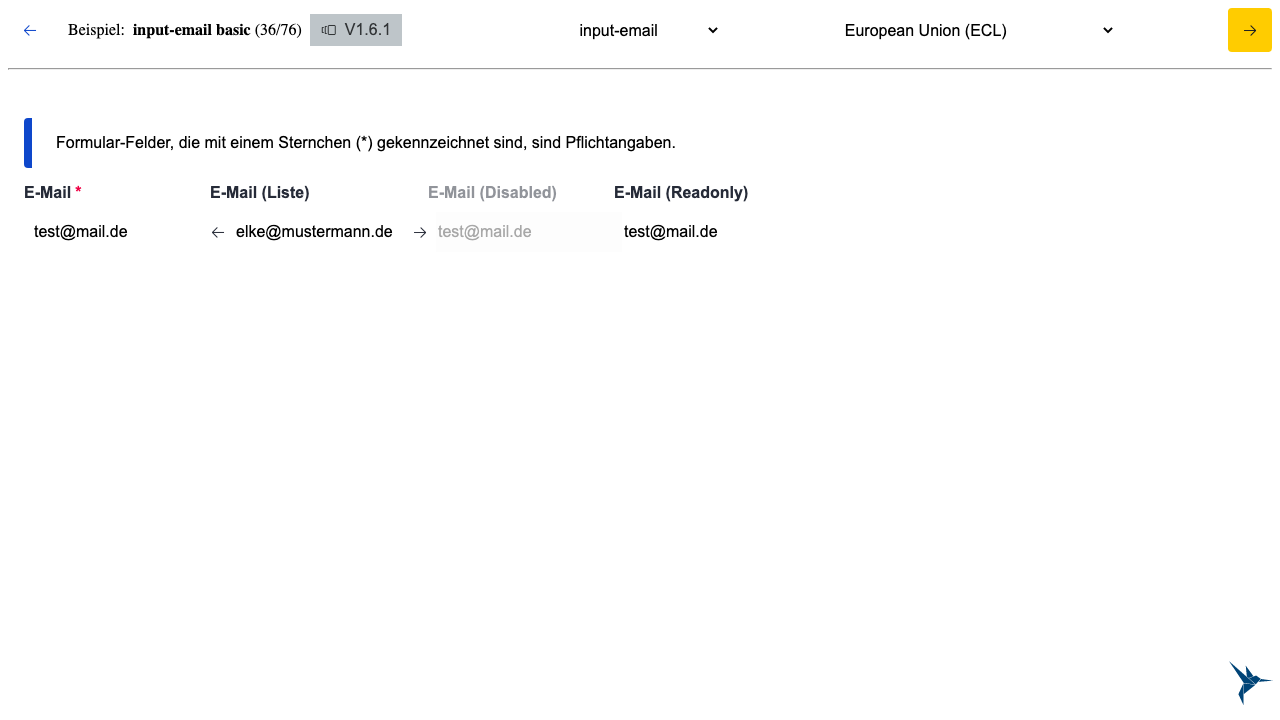 Beispiel: input-email basic (36/76) V1.6.1 input-email European Union (ECL)
Formular-Felder, die mit einem Sternchen (*) gekennzeichnet sind, sind Pflichtangaben.
E-Mail * E-Mail (Liste) E-Mail (Disabled) E-Mail (Readonly)
test@mail.de elke@mustermann.de test@mail.de test@mail.de